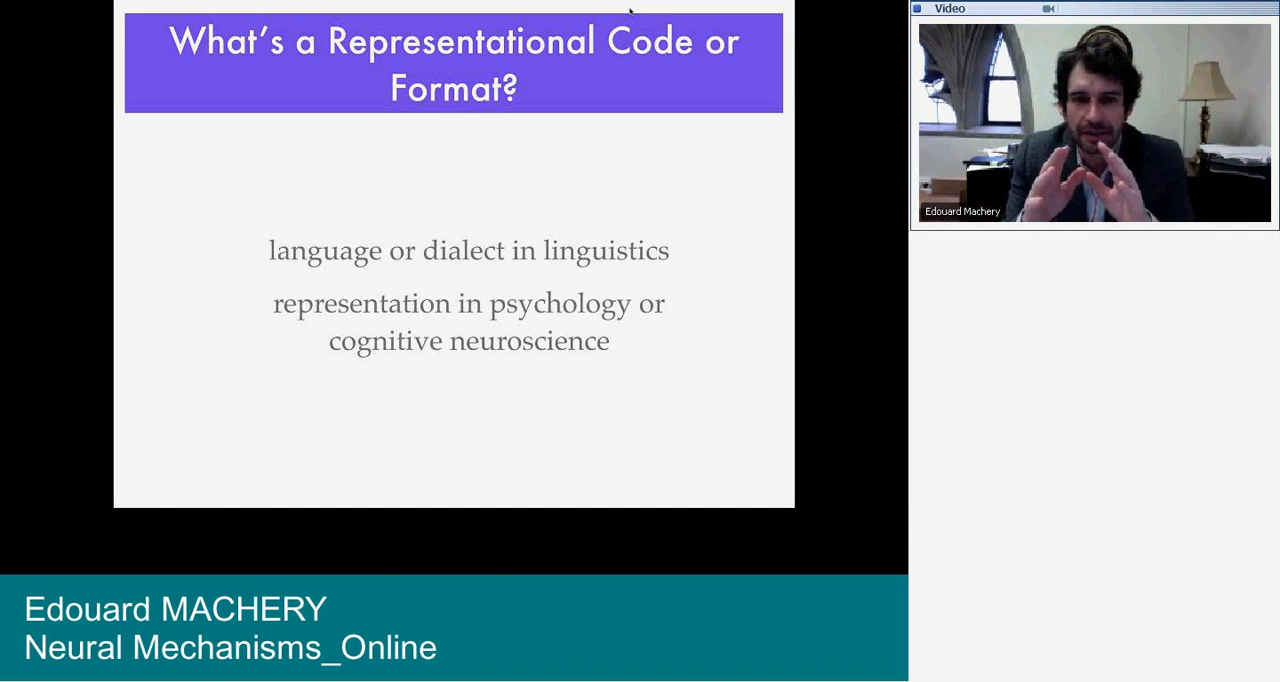 What's a Representational Code or
Format?
language or dialect in linguistics
representation in psychology or
cognitive neuroscience
Edouard MACHERY
Neural Mechanisms_Online
Video
Edouard Machery